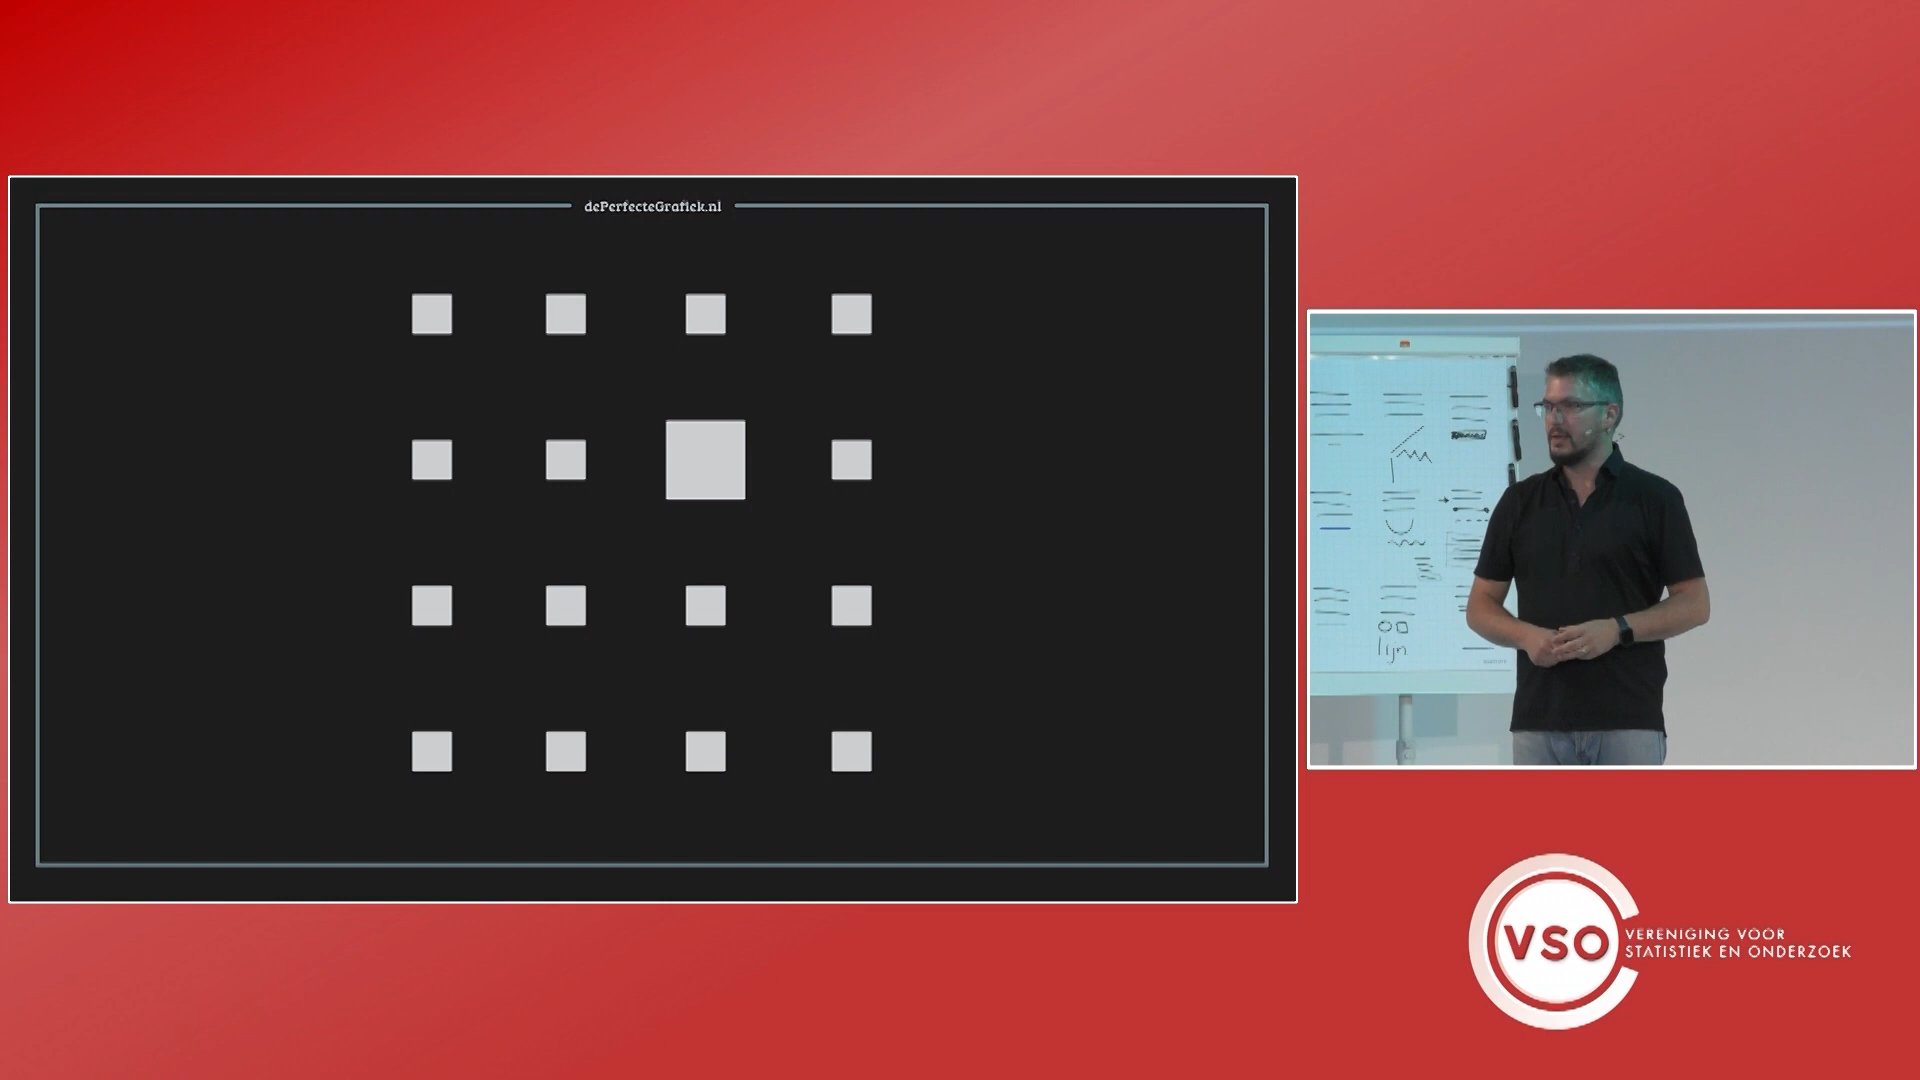 dePerfecteGrafiek.nl
lijn
VSO
VERENIGING VOOR
STATISTIEK EN ONDERZOEK